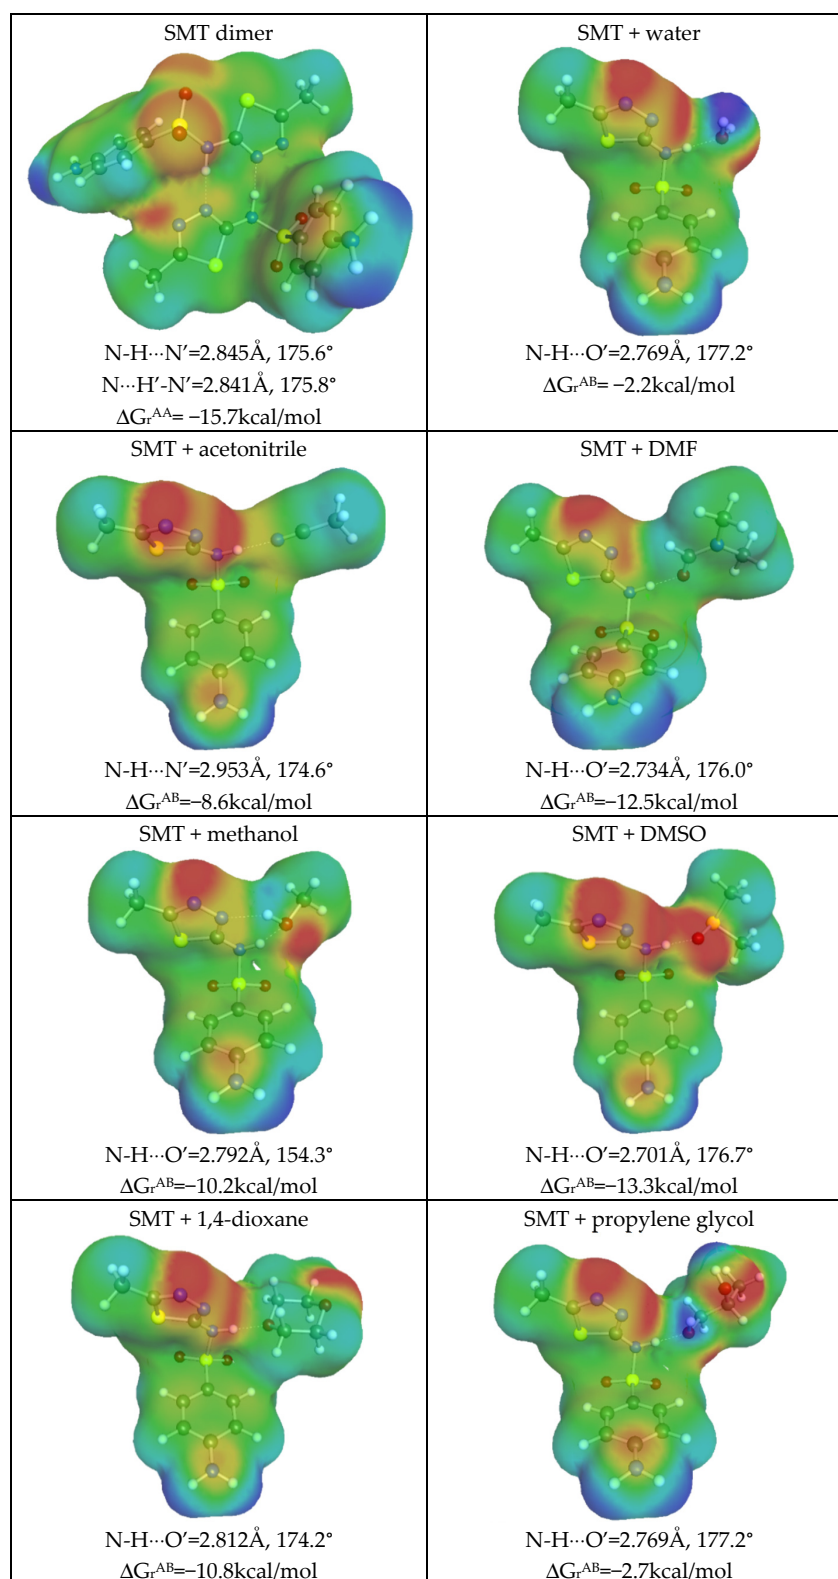 SMT dimer
N-H···N’=2.845Å, 175.6°
N···H’-N’=2.841Å, 175.8°
ΔGrᴬᴬ= −15.7kcal/mol
SMT + water
N-H···O’=2.769Å, 177.2°
ΔGrᴬᴮ= −2.2kcal/mol
SMT + acetonitrile
N-H···N’=2.953Å, 174.6°
ΔGrᴬᴮ=−8.6kcal/mol
SMT + DMF
N-H···O’=2.734Å, 176.0°
ΔGrᴬᴮ=−12.5kcal/mol
SMT + methanol
N-H···O’=2.792Å, 154.3°
ΔGrᴬᴮ=−10.2kcal/mol
SMT + DMSO
N-H···O’=2.701Å, 176.7°
ΔGrᴬᴮ=−13.3kcal/mol
SMT + 1,4-dioxane
N-H···O’=2.812Å, 174.2°
ΔGrᴬᴮ=−10.8kcal/mol
SMT + propylene glycol
N-H···O’=2.769Å, 177.2°
ΔGrᴬᴮ=−2.7kcal/mol